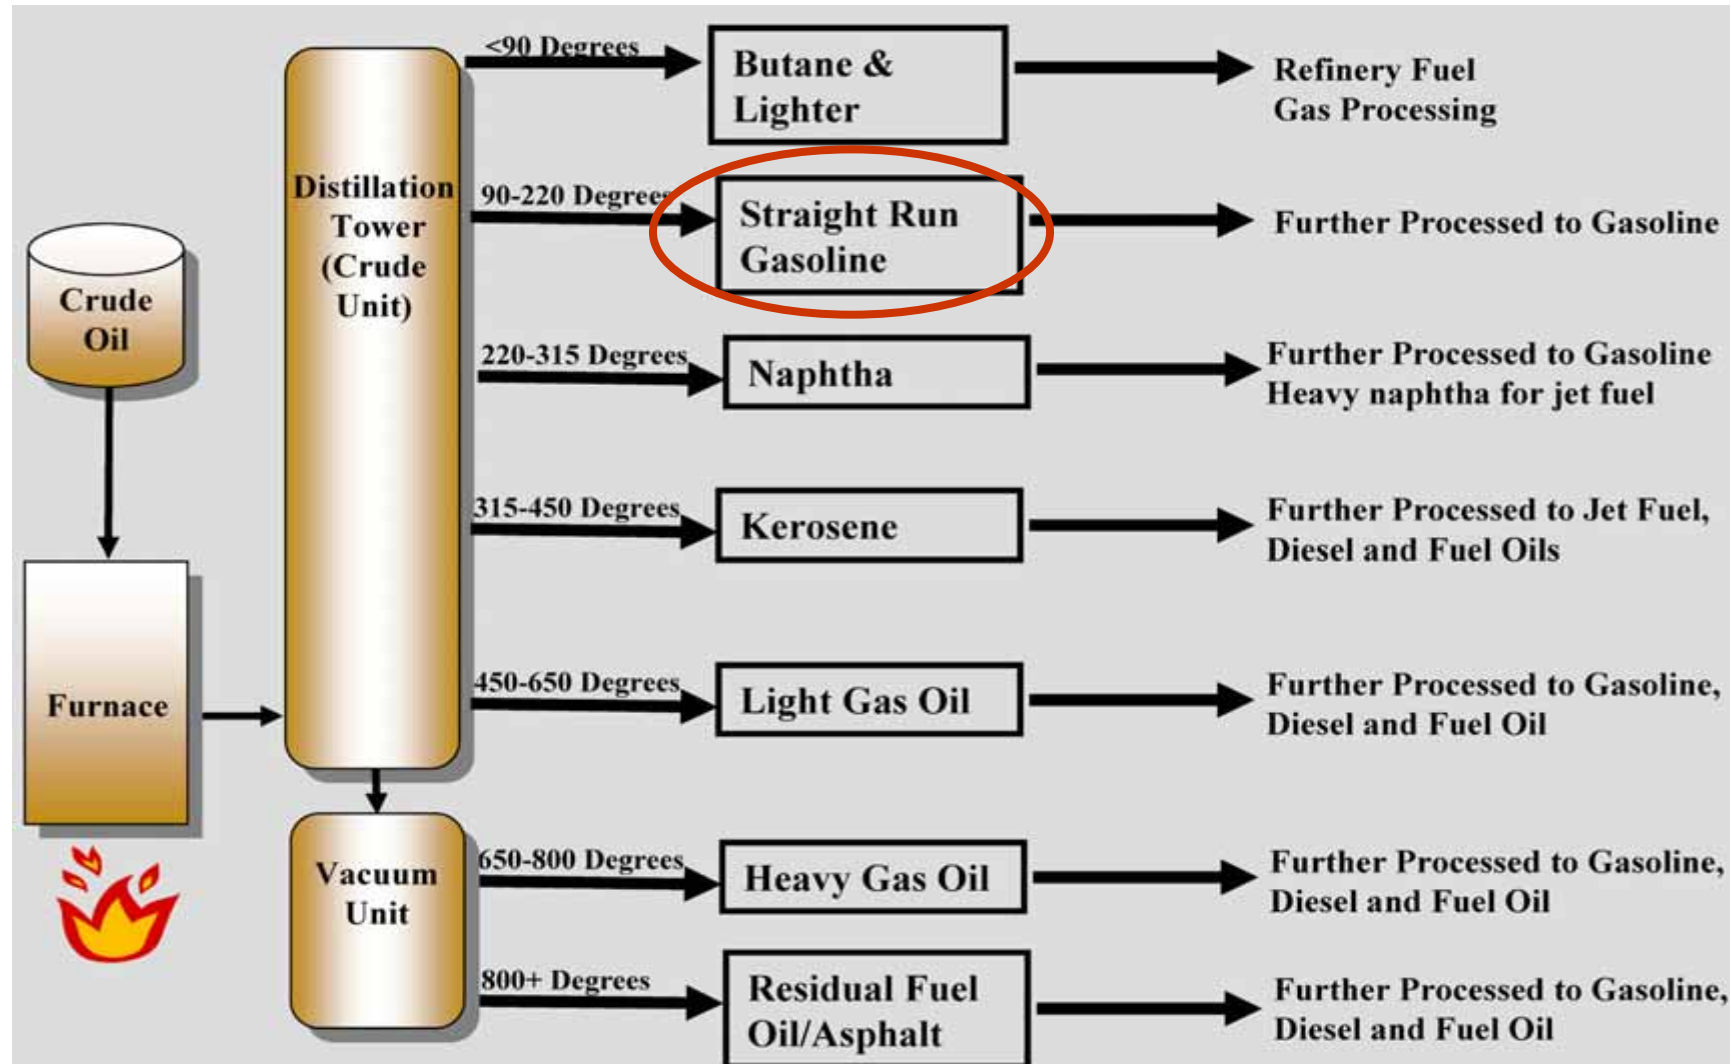 <90 Degrees
Butane &
Lighter
Refinery Fuel
Gas Processing
Distillation
Tower
(Crude
Unit)
90-220 Degrees
Straight Run
Gasoline
Further Processed to Gasoline
Crude
Oil
220-315 Degrees
Naphtha
Further Processed to Gasoline
Heavy naphtha for jet fuel
315-450 Degrees
Kerosene
Further Processed to Jet Fuel,
Diesel and Fuel Oils
Furnace
450-650 Degrees
Light Gas Oil
Further Processed to Gasoline,
Diesel and Fuel Oil
Vacuum
Unit
650-800 Degrees
Heavy Gas Oil
Further Processed to Gasoline,
Diesel and Fuel Oil
800+ Degrees
Residual Fuel
Oil/Asphalt
Further Processed to Gasoline,
Diesel and Fuel Oil